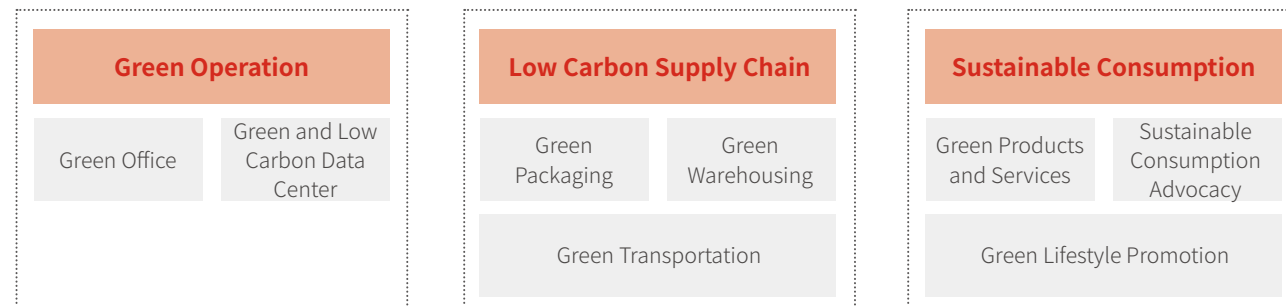 Green Operation
Green Office
Green and Low
Carbon Data
Center
Low Carbon Supply Chain
Green
Packaging
Green
Warehousing
Green Transportation
Sustainable Consumption
Green Products
and Services
Sustainable
Consumption
Advocacy
Green Lifestyle Promotion